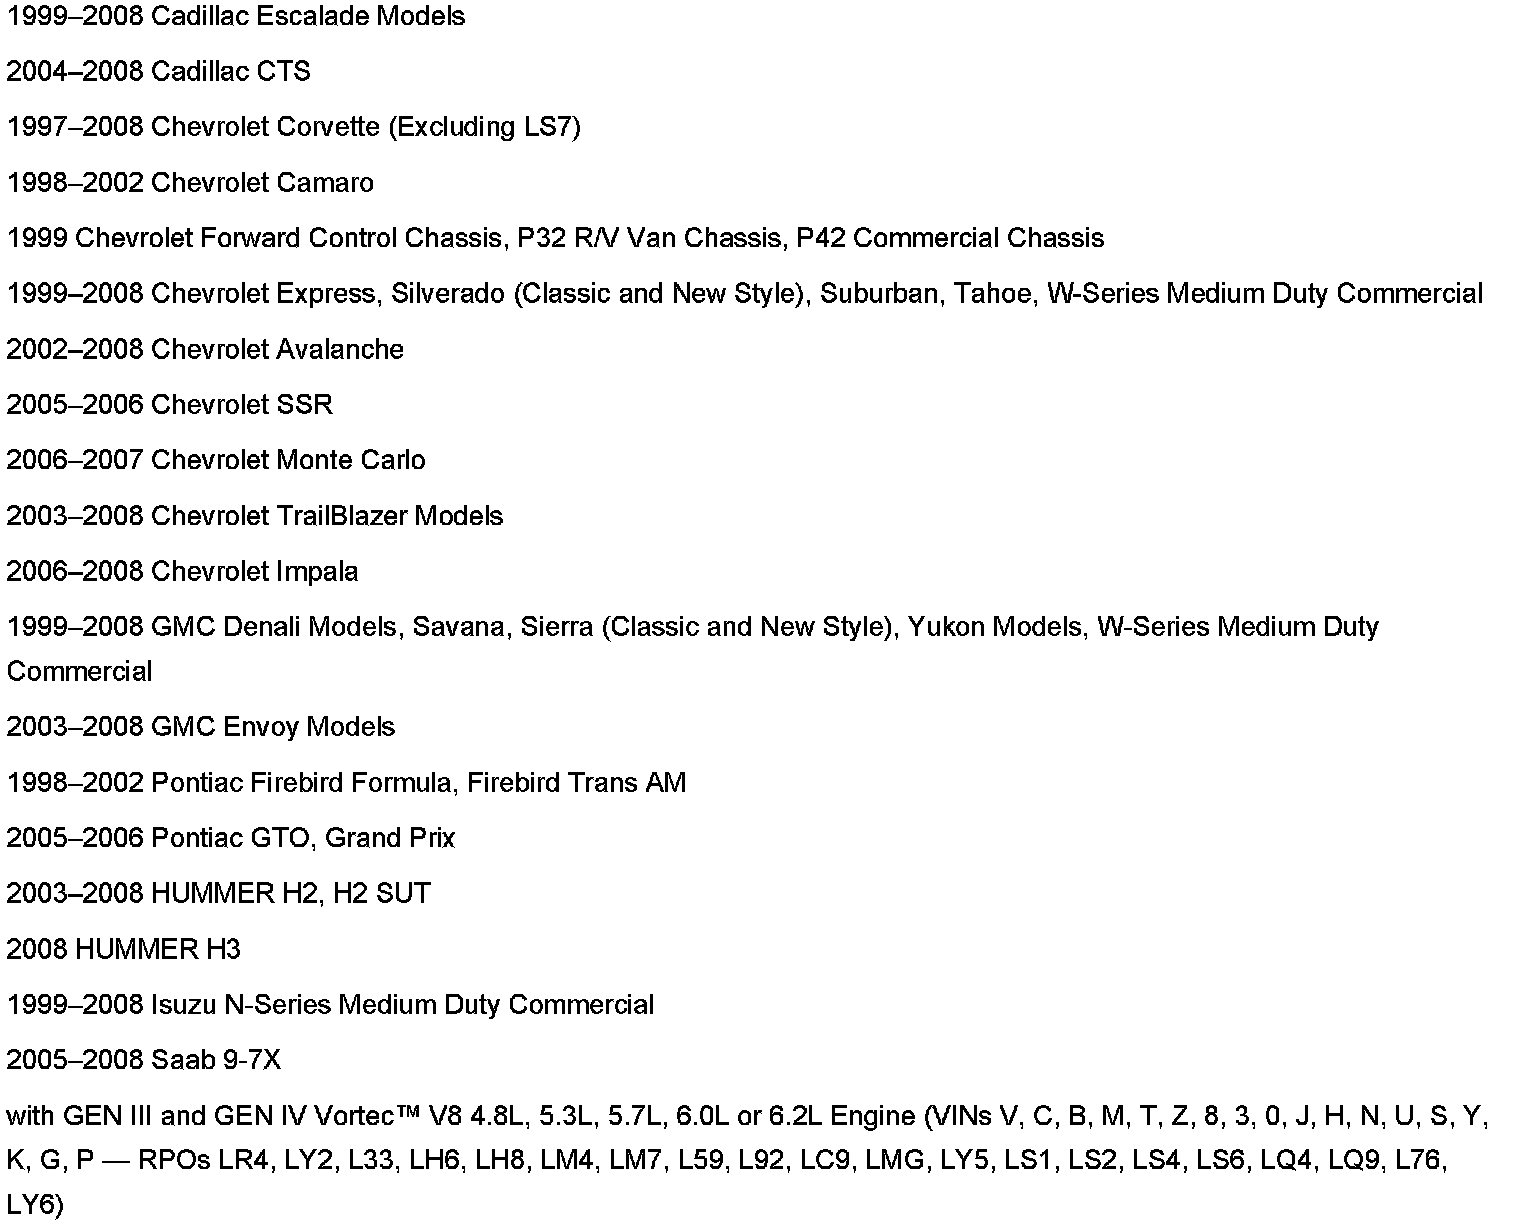 1999–2008 Cadillac Escalade Models
2004–2008 Cadillac CTS
1997–2008 Chevrolet Corvette (Excluding LS7)
1998–2002 Chevrolet Camaro
1999 Chevrolet Forward Control Chassis, P32 R/V Van Chassis, P42 Commercial Chassis
1999–2008 Chevrolet Express, Silverado (Classic and New Style), Suburban, Tahoe, W-Series Medium Duty Commercial
2002–2008 Chevrolet Avalanche
2005–2006 Chevrolet SSR
2006–2007 Chevrolet Monte Carlo
2003–2008 Chevrolet TrailBlazer Models
2006–2008 Chevrolet Impala
1999–2008 GMC Denali Models, Savana, Sierra (Classic and New Style), Yukon Models, W-Series Medium Duty
Commercial
2003–2008 GMC Envoy Models
1998–2002 Pontiac Firebird Formula, Firebird Trans AM
2005–2006 Pontiac GTO, Grand Prix
2003–2008 HUMMER H2, H2 SUT
2008 HUMMER H3
1999–2008 Isuzu N-Series Medium Duty Commercial
2005–2008 Saab 9-7X
with GEN III and GEN IV Vortec™ V8 4.8L, 5.3L, 5.7L, 6.0L or 6.2L Engine (VINs V, C, B, M, T, Z, 8, 3, 0, J, H, N, U, S, Y,
K, G, P — RPOs LR4, LY2, L33, LH6, LH8, LM4, LM7, L59, L92, LC9, LMG, LY5, LS1, LS2, LS4, LS6, LQ4, LQ9, L76,
LY6)